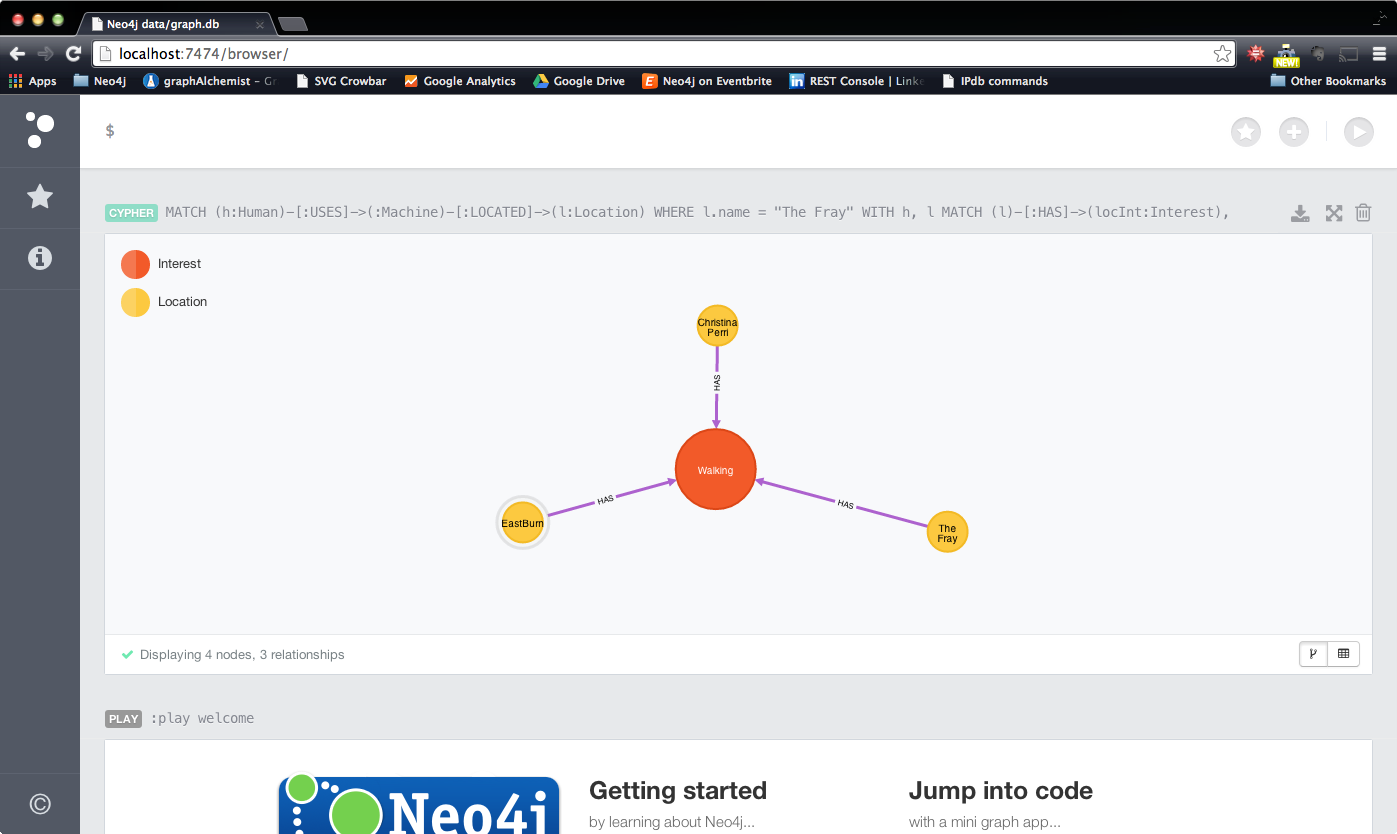 Neo4j data/graph.db
localhost:7474/browser/
NEW!
Apps Neo4j graphAlchemist – Gr SVG Crowbar Google Analytics Google Drive Neo4j on Eventbrite REST Console | Linke IPdb commands Other Bookmarks
$
CYPHER MATCH (h:Human)-[:USES]->(:Machine)-[:LOCATED]->(l:Location) WHERE l.name = "The Fray" WITH h, l MATCH (l)-[:HAS]->(locInt:Interest),
Interest
Location
Christina
Perri
HAS
Walking
HAS
HAS
EastBurn
The
Fray
Displaying 4 nodes, 3 relationships
PLAY :play welcome
Neo4j
Getting started
by learning about Neo4j...
Jump into code
with a mini graph app...
©